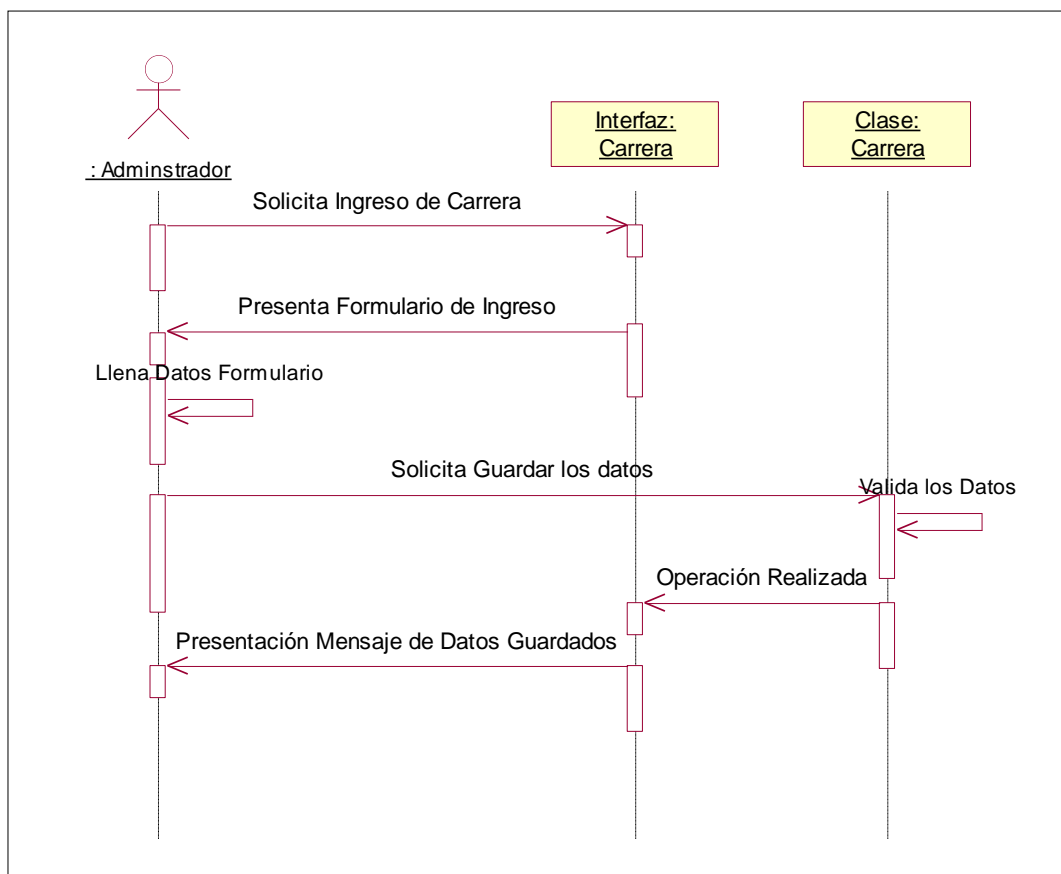 : Adminstrador
Interfaz:
Carrera
Clase:
Carrera
Solicita Ingreso de Carrera
Presenta Formulario de Ingreso
Llena Datos Formulario
Solicita Guardar los datos
Valida los Datos
Operación Realizada
Presentación Mensaje de Datos Guardados